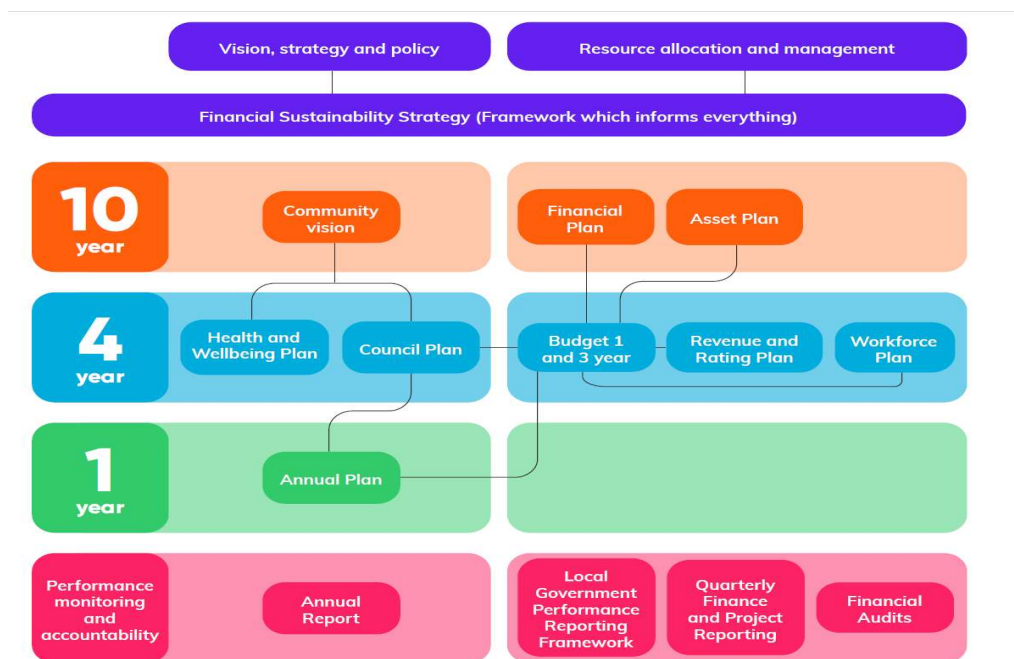 Vision, strategy and policy
Resource allocation and management
Financial Sustainability Strategy (Framework which informs everything)
10
year
Community
vision
Financial
Plan
Asset Plan
4
year
Health and
Wellbeing Plan
Council Plan
Budget 1
and 3 year
Revenue and
Rating Plan
Workforce
Plan
1
year
Annual Plan
Performance
monitoring
and
accountability
Annual
Report
Local
Government
Performance
Reporting
Framework
Quarterly
Finance
and Project
Reporting
Financial
Audits